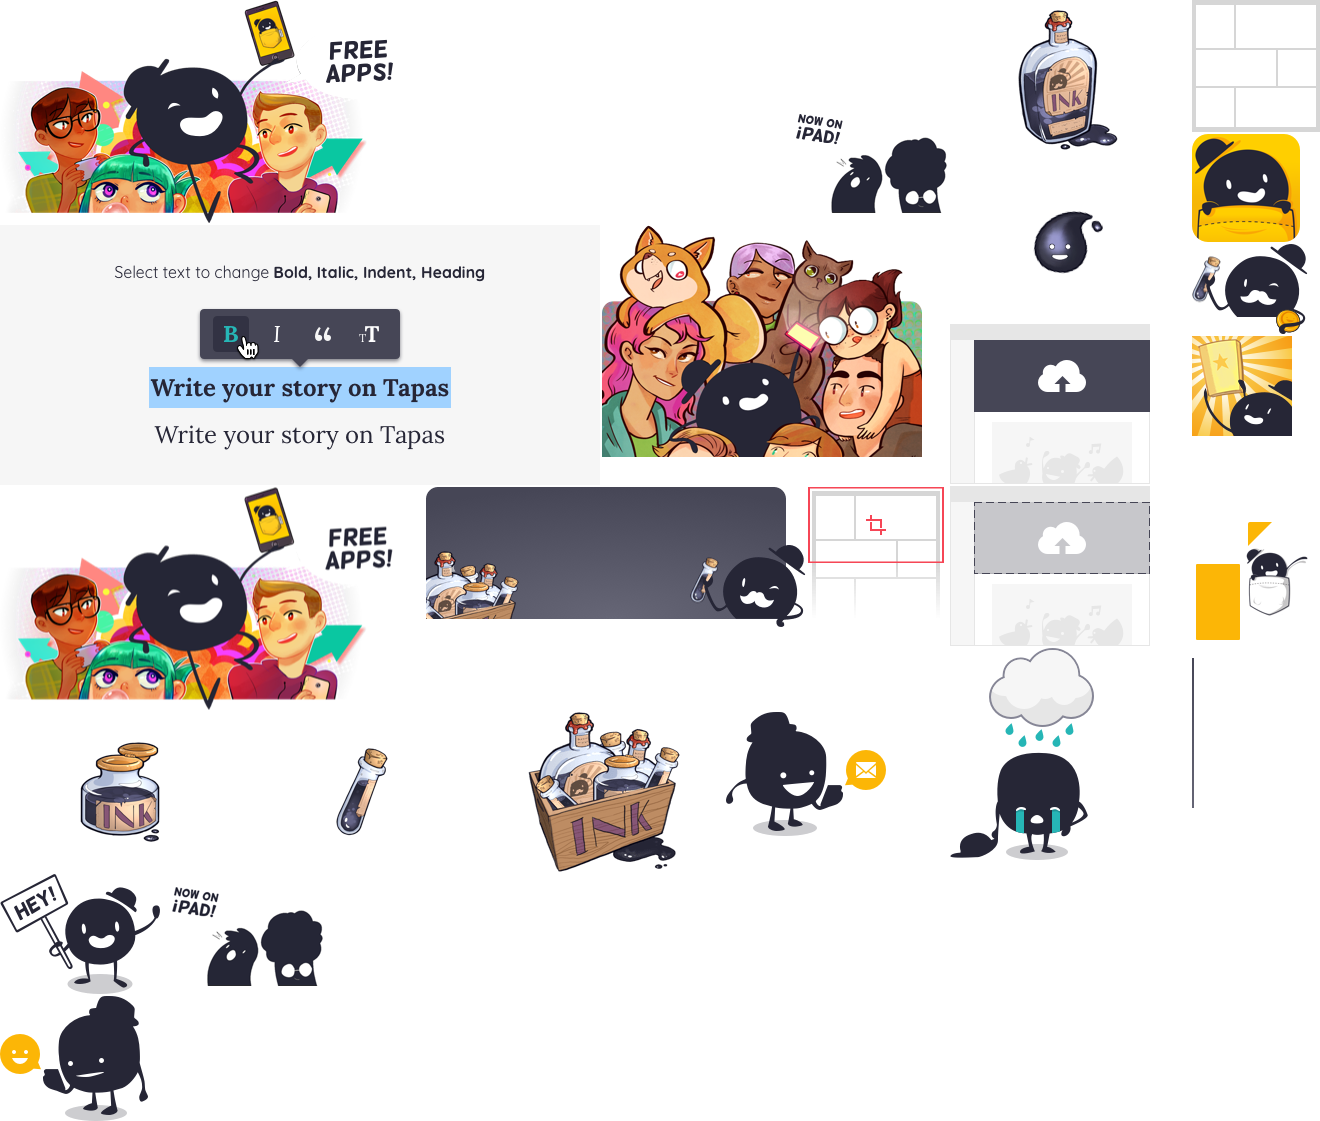 FREE
APPS!
NOW ON
iPAD!
INK
Select text to change Bold, Italic, Indent, Heading
B I “ TT
Write your story on Tapas
Write your story on Tapas
FREE
APPS!
INK
INK
HEY!
NOW ON
iPAD!